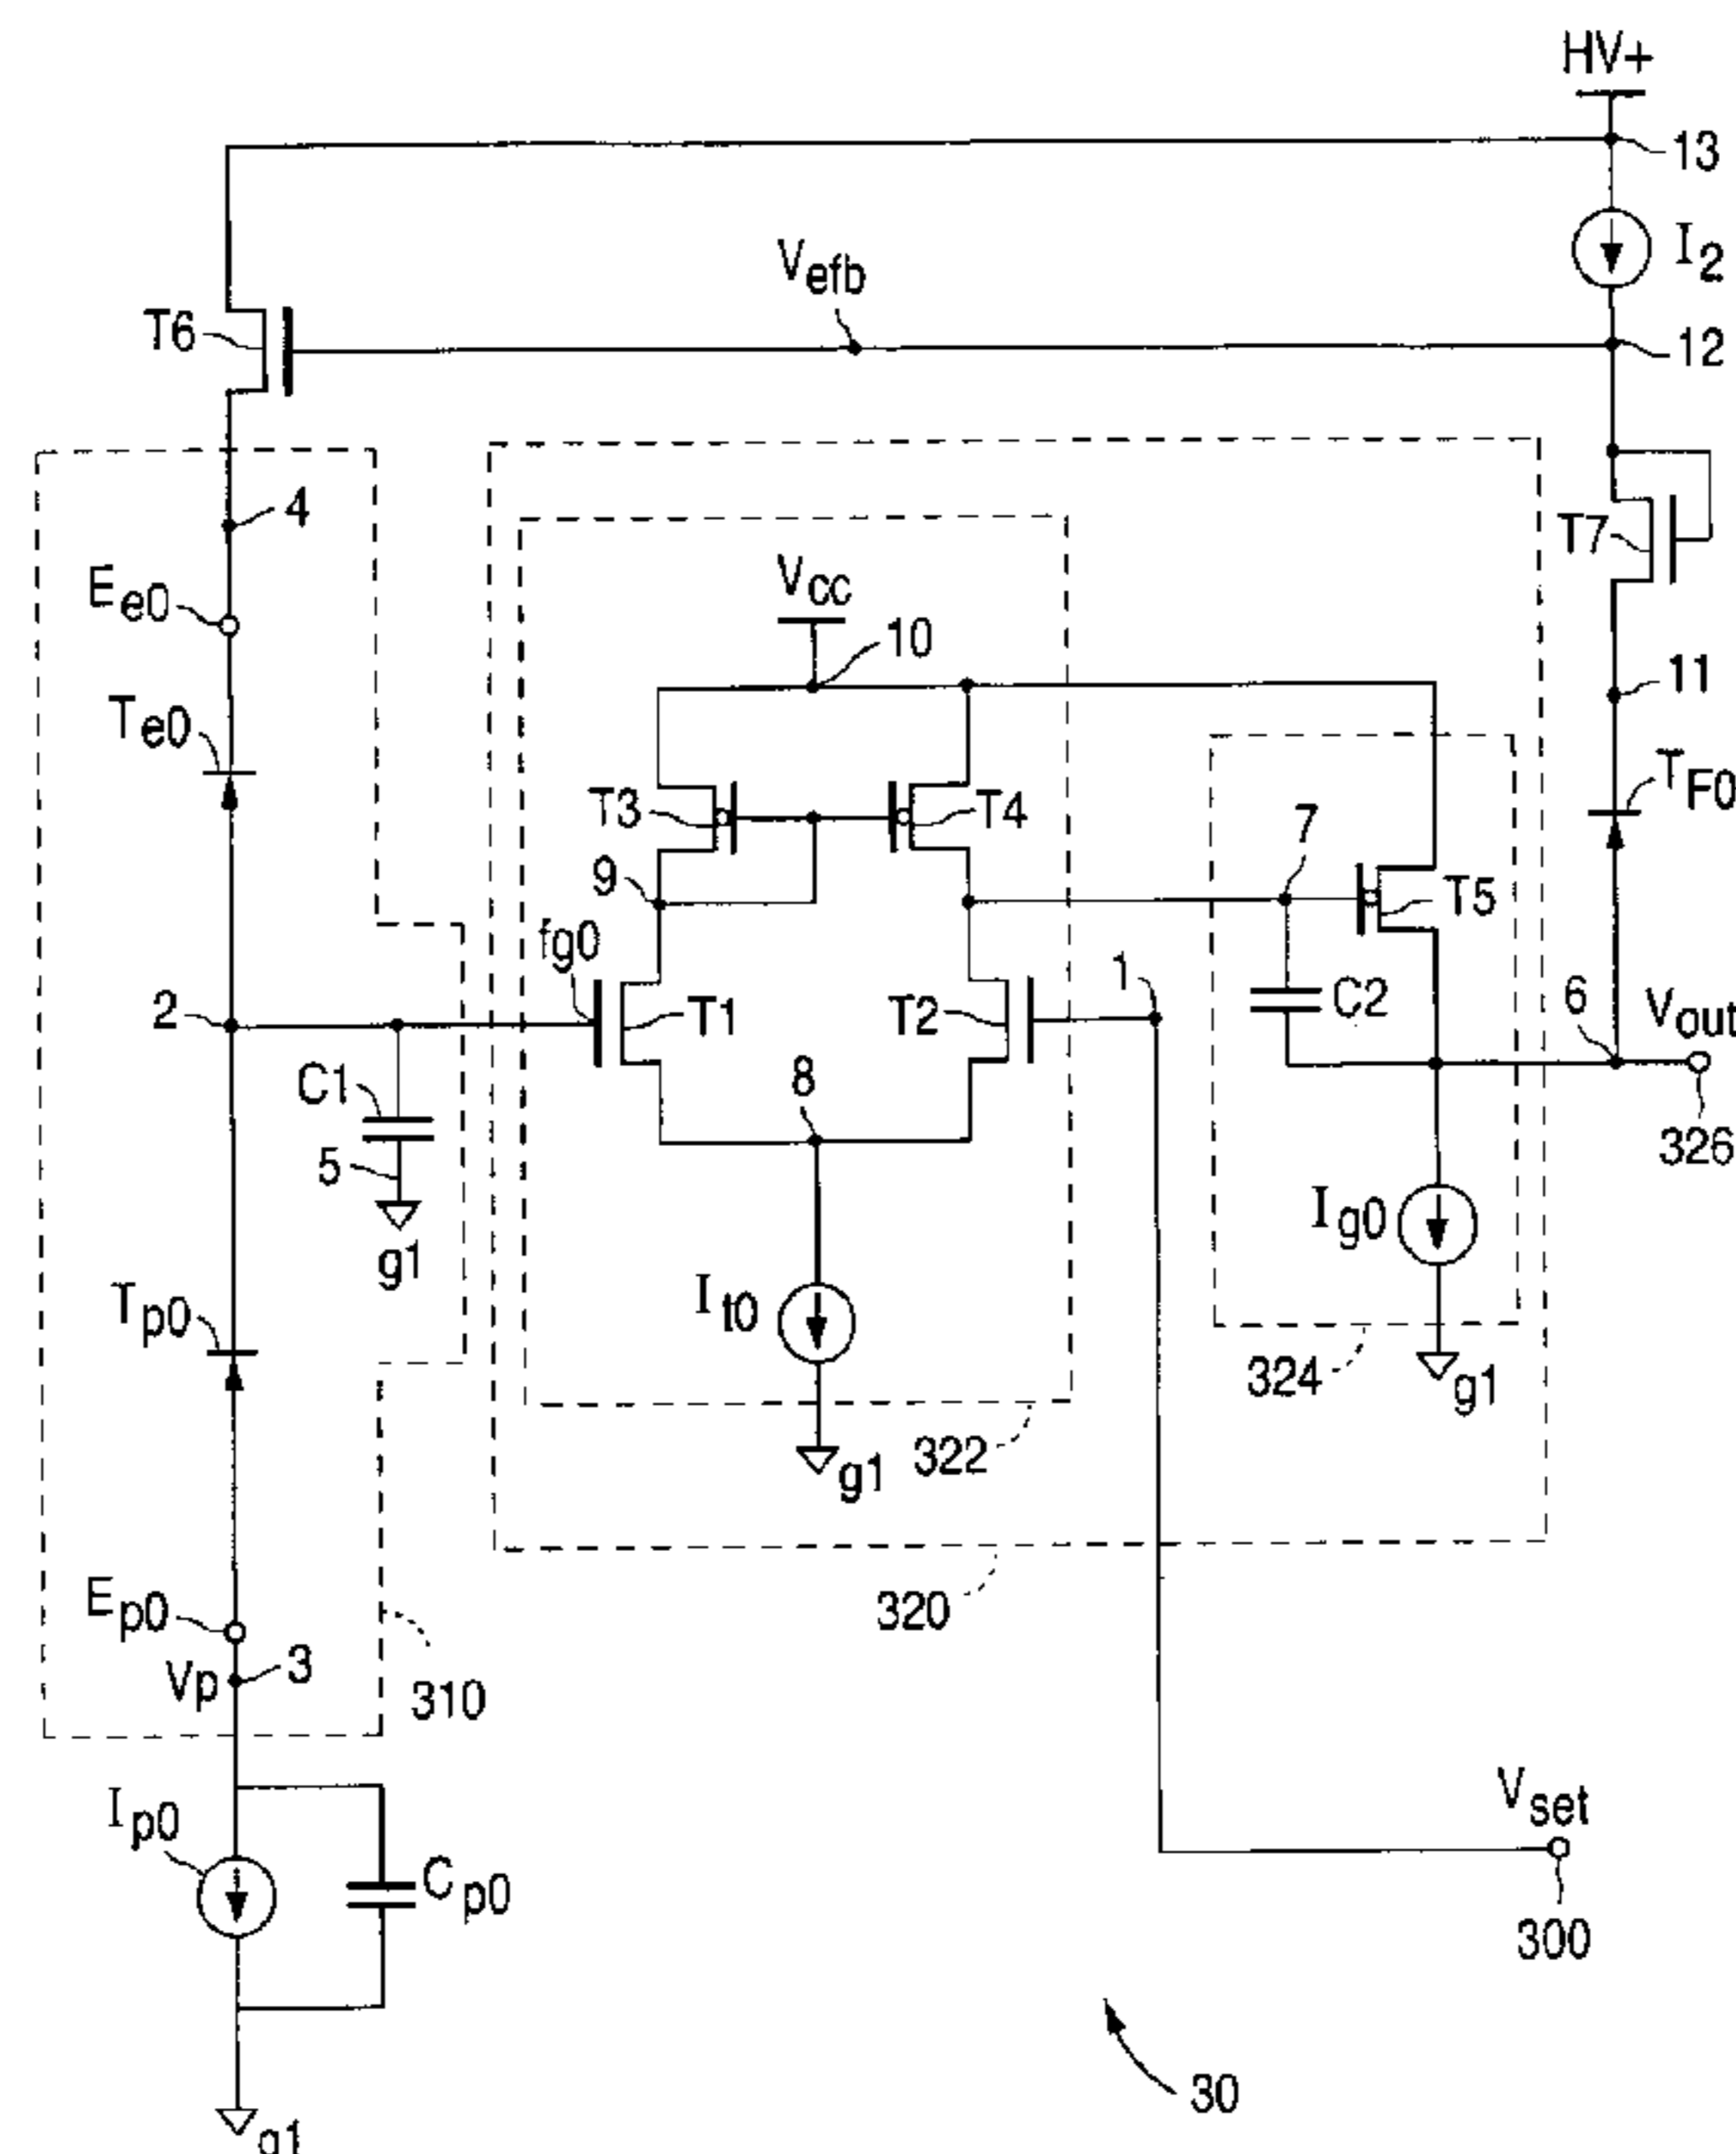 HV+
13
I2
Vefb
T6
12
4
T7
Ee0
Vcc
10
11
Te0
TF0
T3
T4
7
9
T5
fg0
1
2
T1
T2
C2
6
Vout
C1
8
5
326
g1
Ig0
Tp0
It0
324
g1
322
g1
Ep0
320
3
Vp
310
Vset
Ip0
Cp0
300
30
g1